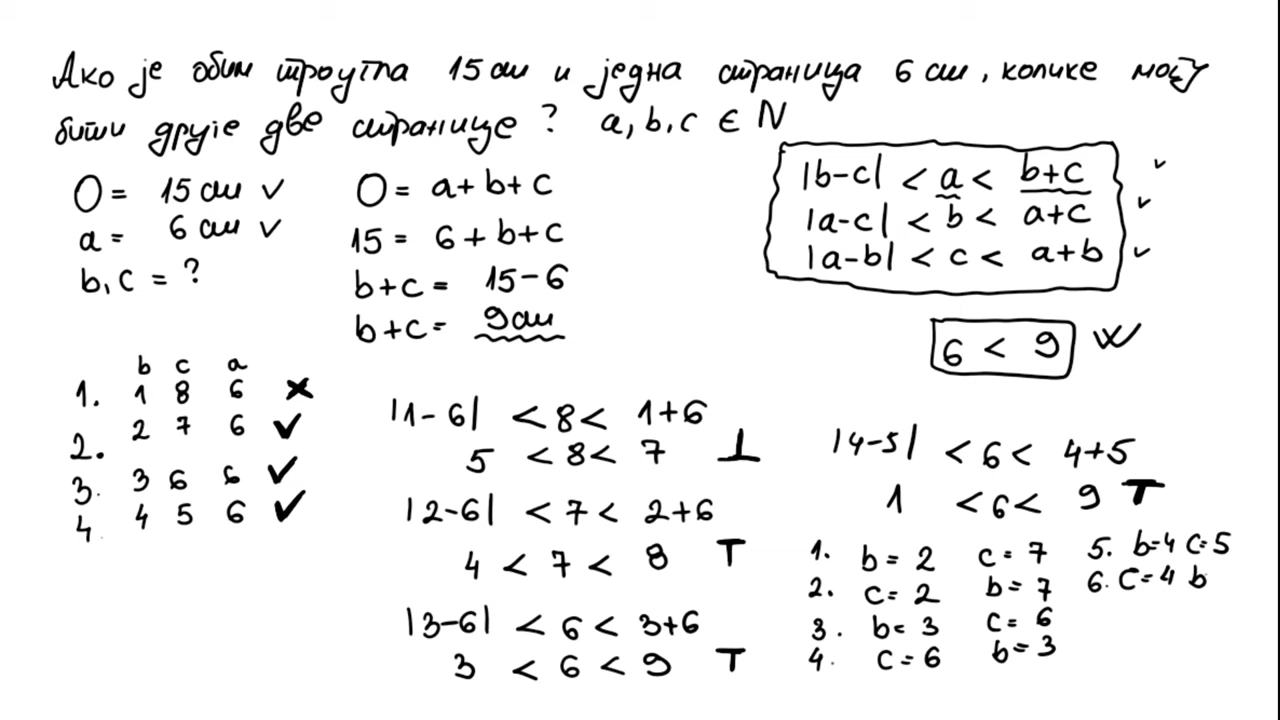 Ако је обим троугла 15 cm и једна страница 6 cm, колике могу
бити друге две странице? a, b, c ∈ N
O = 15 cm ✓
a = 6 cm ✓
b, c = ?
O = a + b + c
15 = 6 + b + c
b + c = 15 - 6
b + c = 9 cm
|b-c| < a < b+c ✓
|a-c| < b < a+c ✓
|a-b| < c < a+b ✓
6 < 9
b c a
1. 1 8 6 ✗
2. 2 7 6 ✓
3. 3 6 6 ✓
4. 4 5 6 ✓
|1-6| < 8 < 1+6
5 < 8 < 7 ⊥
|2-6| < 7 < 2+6
4 < 7 < 8 T
|3-6| < 6 < 3+6
3 < 6 < 9 T
|4-5| < 6 < 4+5
1 < 6 < 9 T
1. b = 2 c = 7
2. c = 2 b = 7
3. b = 3 c = 6
4. c = 6 b = 3
5. b=4 c=5
6. c=4 b